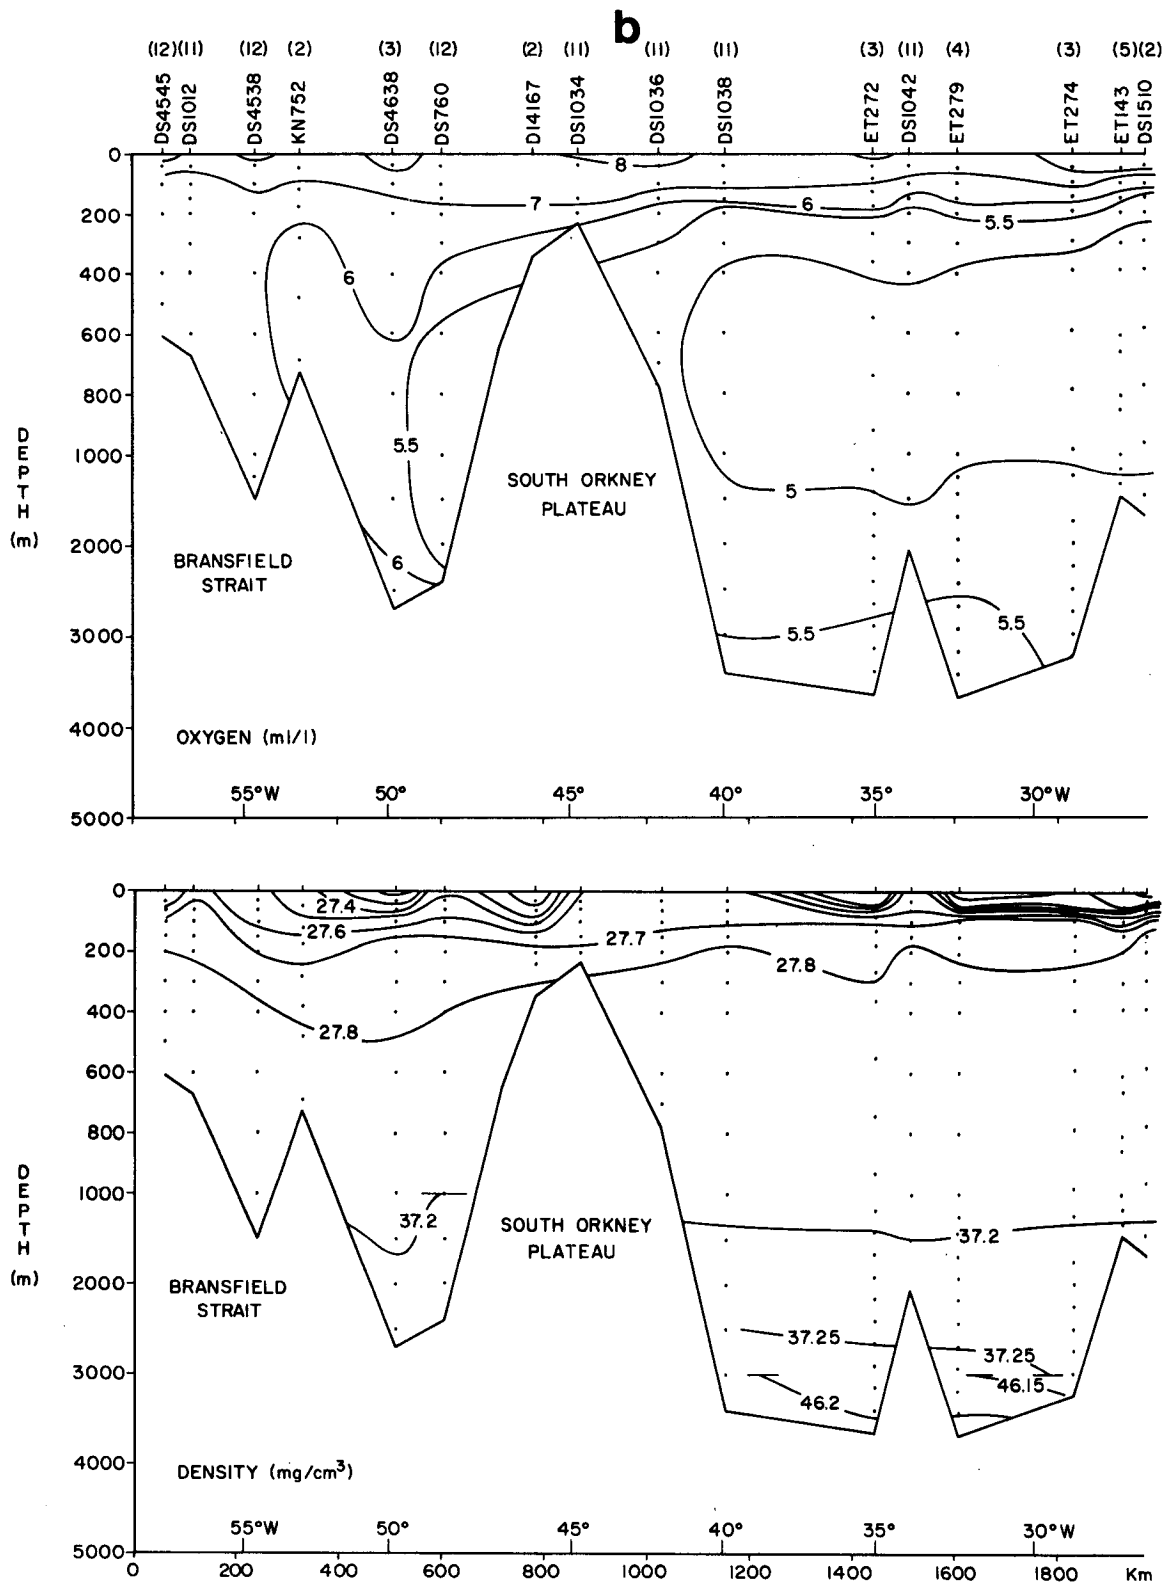 b
(12) (11) (12) (2) (3) (12) (2) (11) (11) (11) (3) (11) (4) (3) (5) (2)
DS4545 DS1012 DS4538 KN752 DS4638 DS760 D14167 DS1034 DS1036 DS1038 ET272 DS1042 ET279 ET274 ET143 DS1510
0
8
7
6
200
5.5
6
400
600
800
5.5
1000
SOUTH ORKNEY
PLATEAU
5
DEPTH
(m)
2000
BRANSFIELD
STRAIT
6
3000
5.5
5.5
4000
OXYGEN (ml/l)
55°W 50° 45° 40° 35° 30°W
5000
0
27.4
27.6
27.7
200
27.8
400
27.8
600
800
1000
37.2
SOUTH ORKNEY
PLATEAU
37.2
DEPTH
(m)
2000
BRANSFIELD
STRAIT
37.25
37.25
3000
46.15
46.2
4000
DENSITY (mg/cm³)
55°W 50° 45° 40° 35° 30°W
5000
0 200 400 600 800 1000 1200 1400 1600 1800 Km